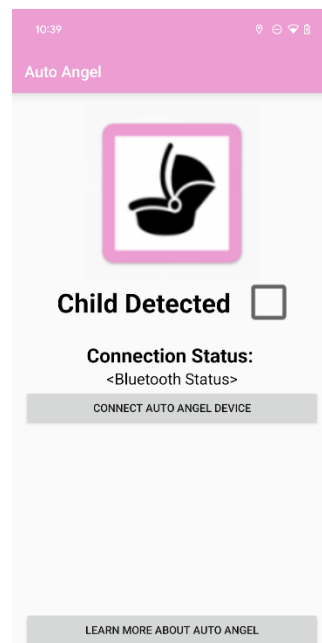 10:39
Auto Angel
Child Detected
Connection Status:
<Bluetooth Status>
CONNECT AUTO ANGEL DEVICE
LEARN MORE ABOUT AUTO ANGEL